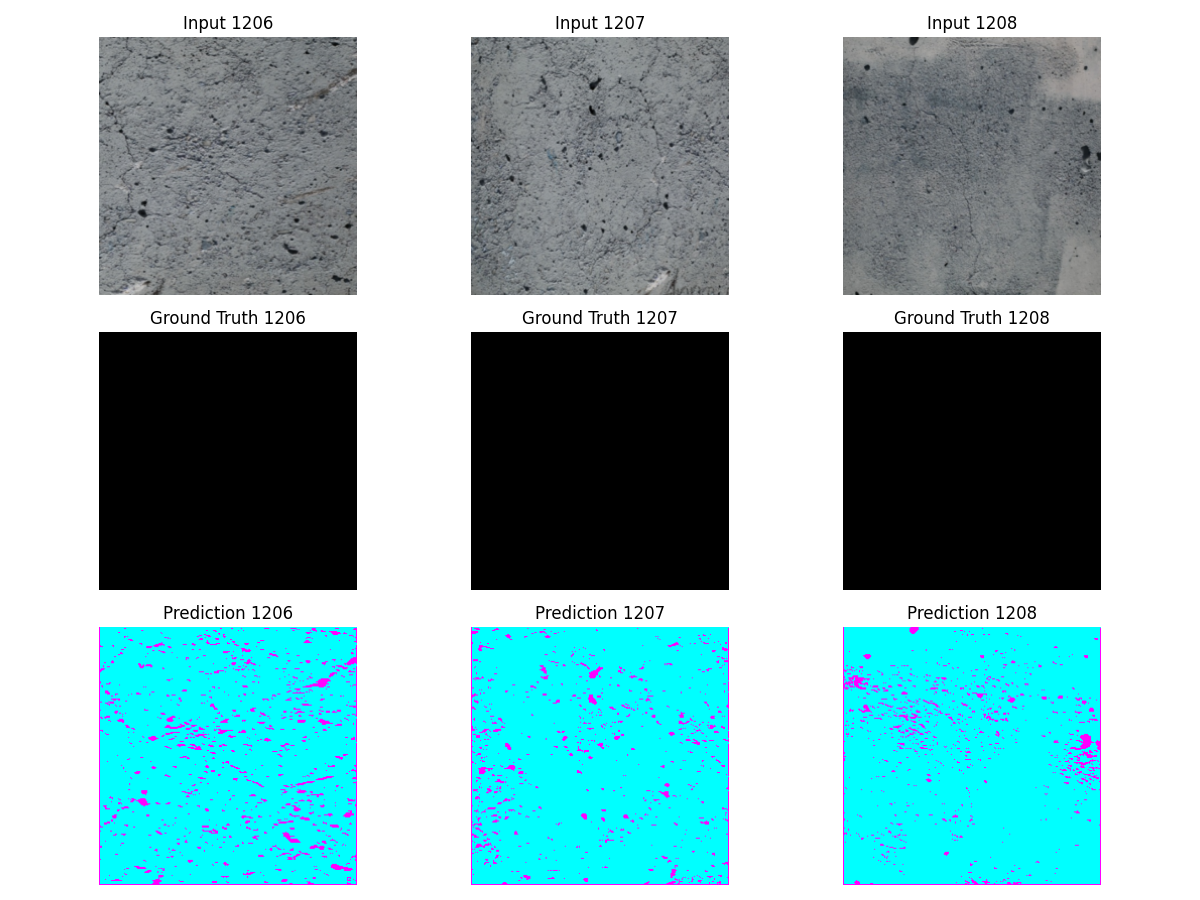 Input 1206
Input 1207
Input 1208
Ground Truth 1206
Ground Truth 1207
Ground Truth 1208
Prediction 1206
Prediction 1207
Prediction 1208